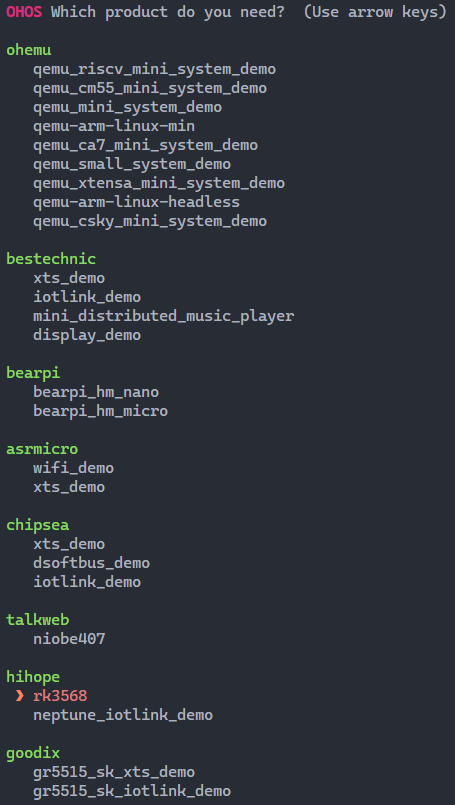 OHOS Which product do you need?  (Use arrow keys)
ohemu
qemu_riscv_mini_system_demo
qemu_cm55_mini_system_demo
qemu_mini_system_demo
qemu-arm-linux-min
qemu_ca7_mini_system_demo
qemu_small_system_demo
qemu_xtensa_mini_system_demo
qemu-arm-linux-headless
qemu_csky_mini_system_demo
bestechnic
xts_demo
iotlink_demo
mini_distributed_music_player
display_demo
bearpi
bearpi_hm_nano
bearpi_hm_micro
asrmicro
wifi_demo
xts_demo
chipsea
xts_demo
dsoftbus_demo
iotlink_demo
talkweb
niobe407
hihope
❯ rk3568
neptune_iotlink_demo
goodix
gr5515_sk_xts_demo
gr5515_sk_iotlink_demo